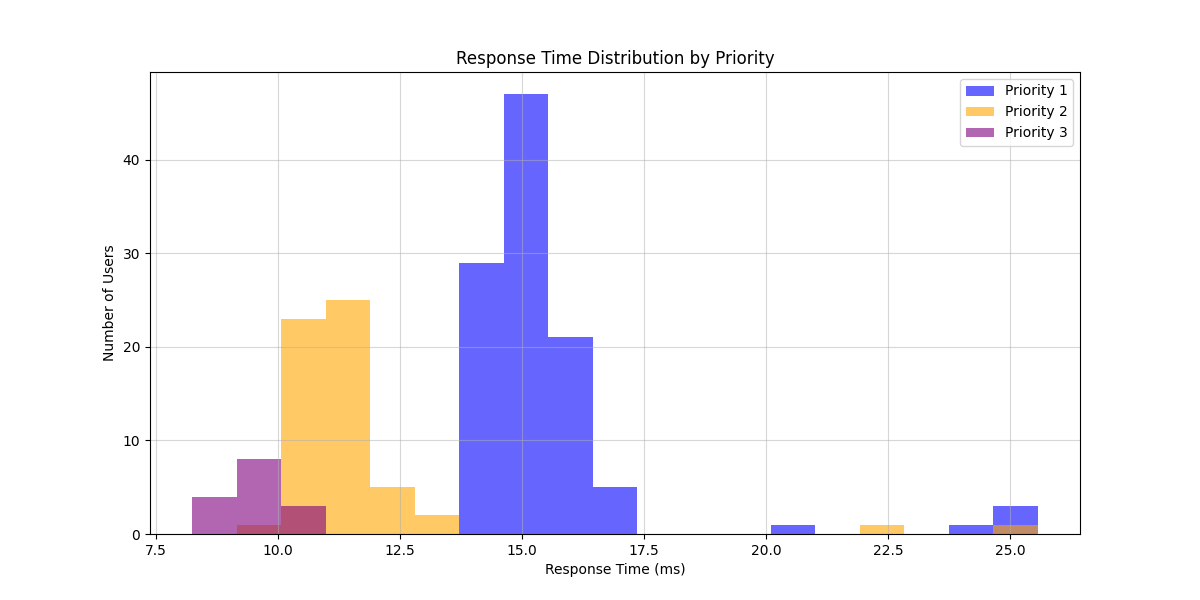 Response Time Distribution by Priority
Priority 1
Priority 2
Priority 3
40
30
20
10
0
Number of Users
7.5 10.0 12.5 15.0 17.5 20.0 22.5 25.0
Response Time (ms)